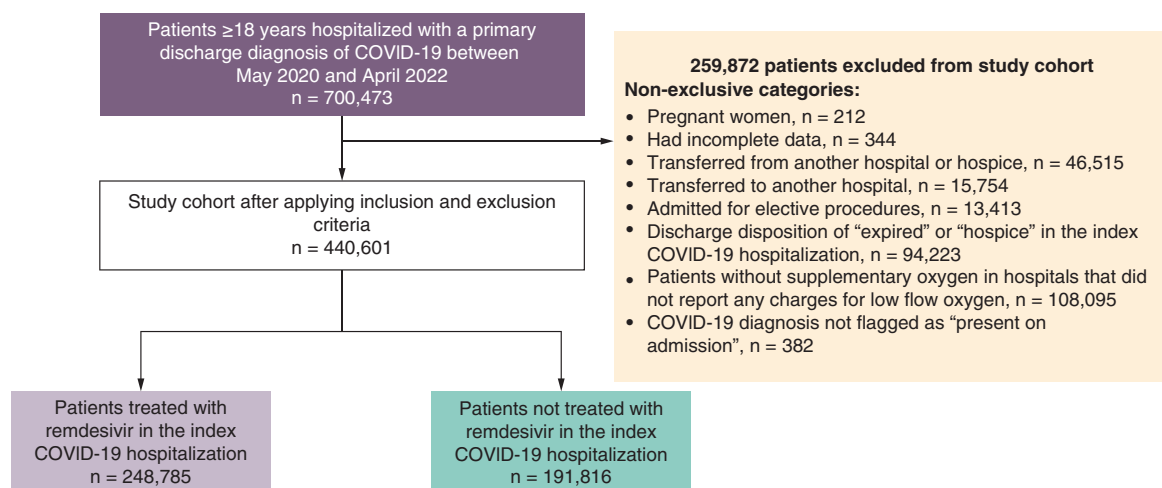 Patients ≥18 years hospitalized with a primary
discharge diagnosis of COVID-19 between
May 2020 and April 2022
n = 700,473
259,872 patients excluded from study cohort
Non-exclusive categories:
• Pregnant women, n = 212
• Had incomplete data, n = 344
• Transferred from another hospital or hospice, n = 46,515
• Transferred to another hospital, n = 15,754
• Admitted for elective procedures, n = 13,413
• Discharge disposition of “expired” or “hospice” in the index
COVID-19 hospitalization, n = 94,223
• Patients without supplementary oxygen in hospitals that did
not report any charges for low flow oxygen, n = 108,095
• COVID-19 diagnosis not flagged as “present on
admission”, n = 382
Study cohort after applying inclusion and exclusion
criteria
n = 440,601
Patients treated with
remdesivir in the index
COVID-19 hospitalization
n = 248,785
Patients not treated with
remdesivir in the index
COVID-19 hospitalization
n = 191,816